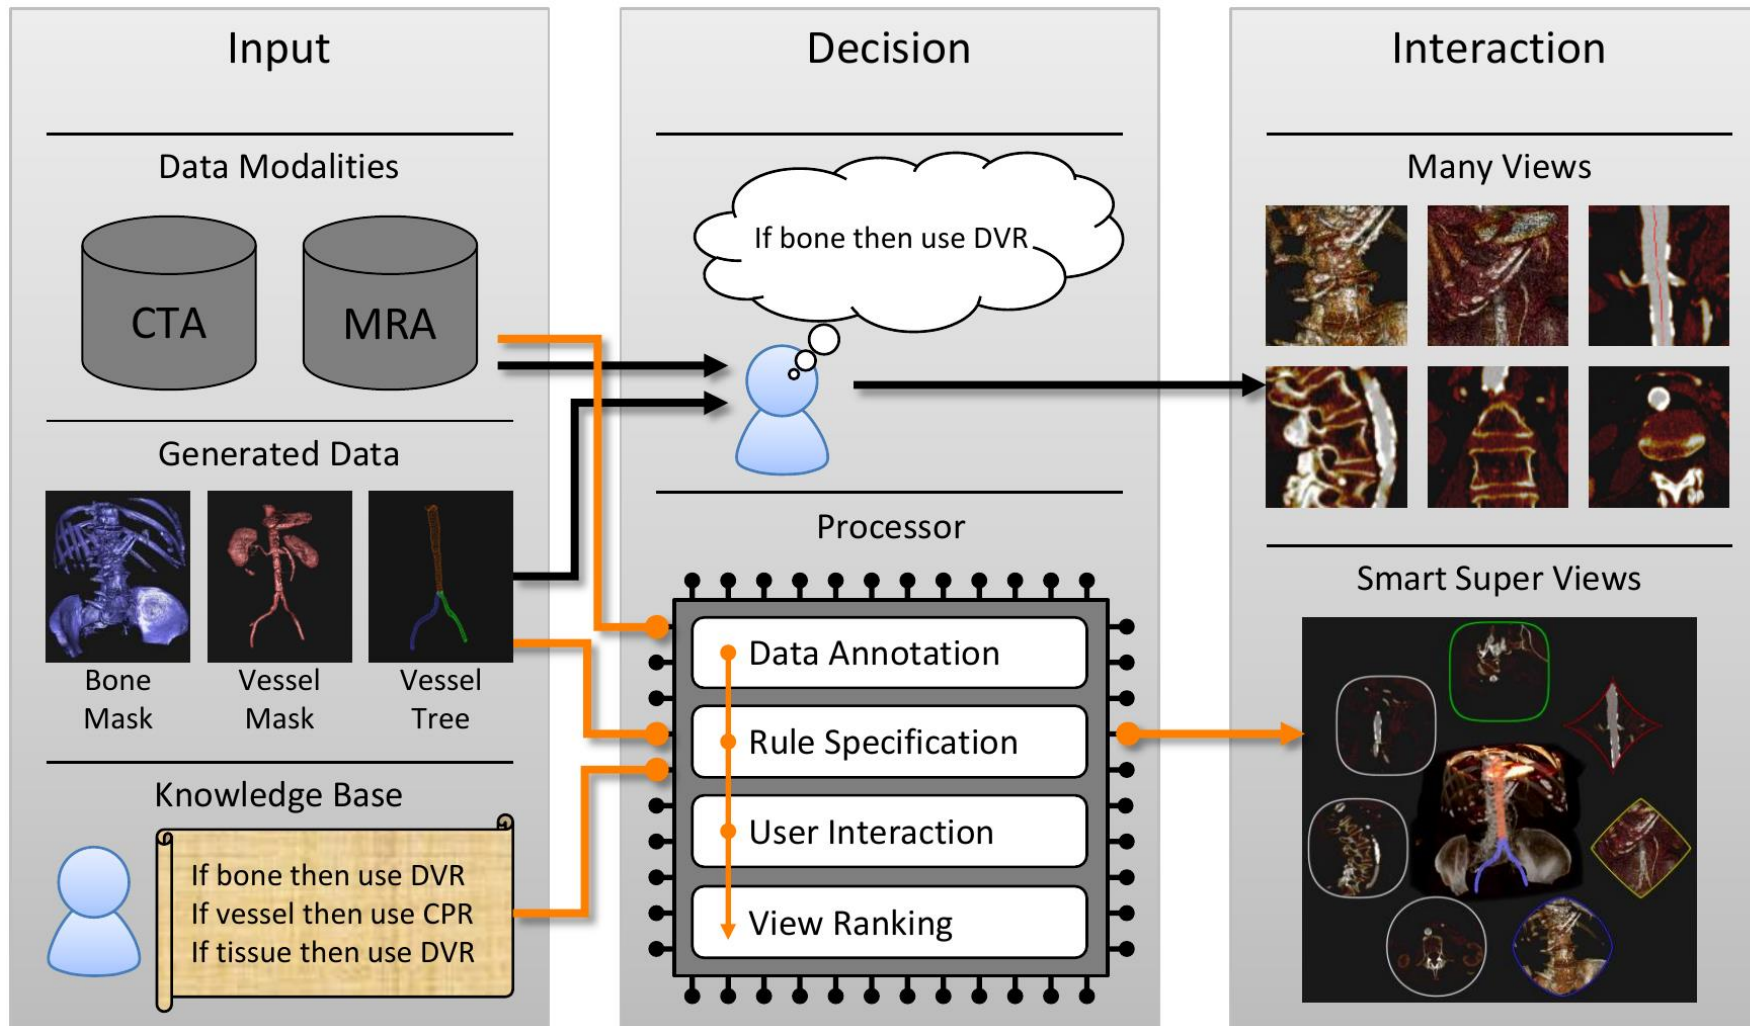 Input
Data Modalities
CTA
MRA
Generated Data
Bone
Mask
Vessel
Mask
Vessel
Tree
Knowledge Base
If bone then use DVR
If vessel then use CPR
If tissue then use DVR
Decision
If bone then use DVR
Processor
Data Annotation
Rule Specification
User Interaction
View Ranking
Interaction
Many Views
Smart Super Views